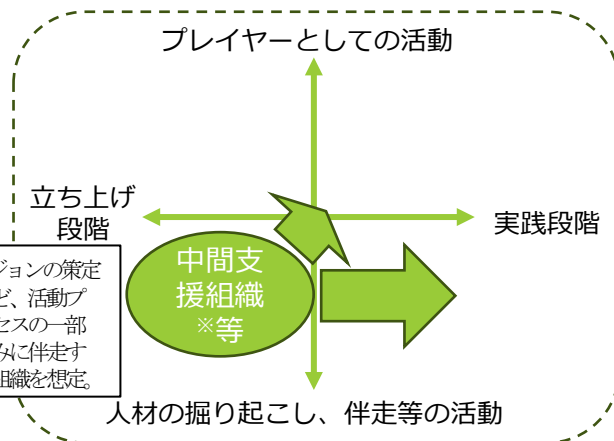 プレイヤーとしての活動
立ち上げ
段階
実践段階
中間支
援組織
※等
ジョンの策定
ど、活動プ
セスの一部
みに伴走す
組織を想定。
人材の掘り起こし、伴走等の活動